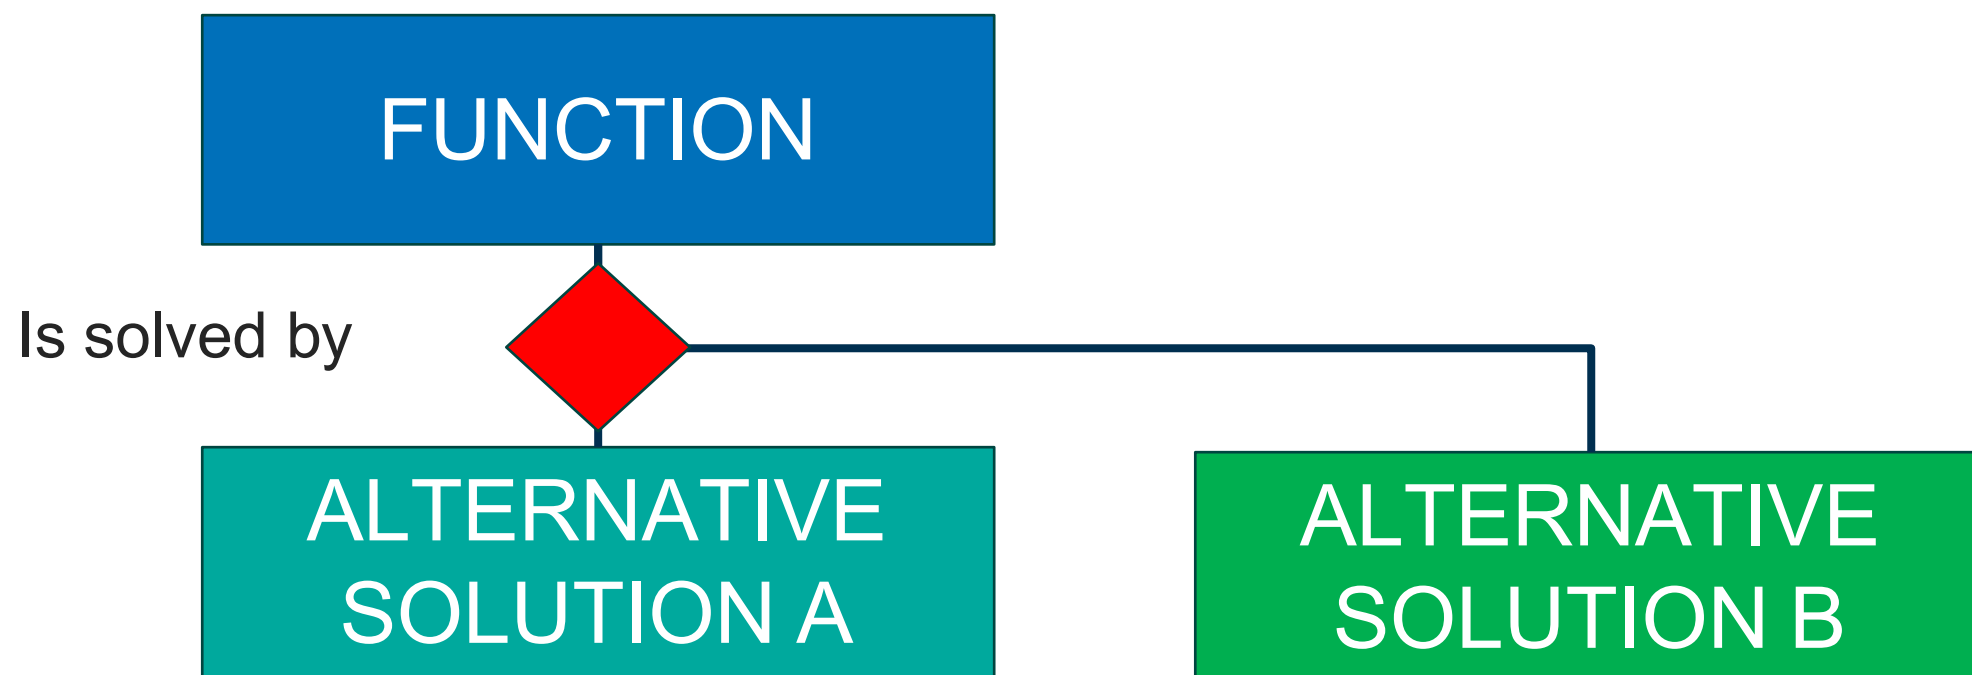 FUNCTION
Is solved by
ALTERNATIVE
SOLUTION A
ALTERNATIVE
SOLUTION B